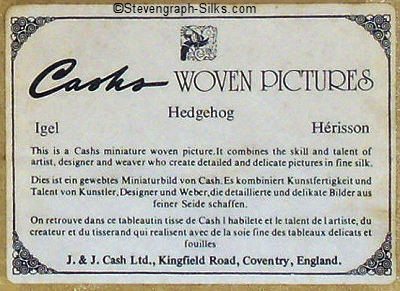 ©Stevengraph-Silks.com
Cashs WOVEN PICTURES
Hedgehog
Igel Hérisson
This is a Cashs miniature woven picture.It combines the skill and talent of
artist, designer and weaver who create detailed and delicate pictures in fine silk.
Dies ist ein gewebtes Miniaturbild von Cash.Es kombiniert Kunstfertigkeit und
Talent von Kunstler,Designer und Weber,die detaillierte und delikate Bilder aus
feiner Seide schaffen.
On retrouve dans ce tableautin tisse de Cash l habilete et le talent de lartiste, du
createur et du tisserand qui realisent avec de la soie fine des tableaux delicats et
fouilles
J. & J. Cash Ltd., Kingfield Road, Coventry, England.